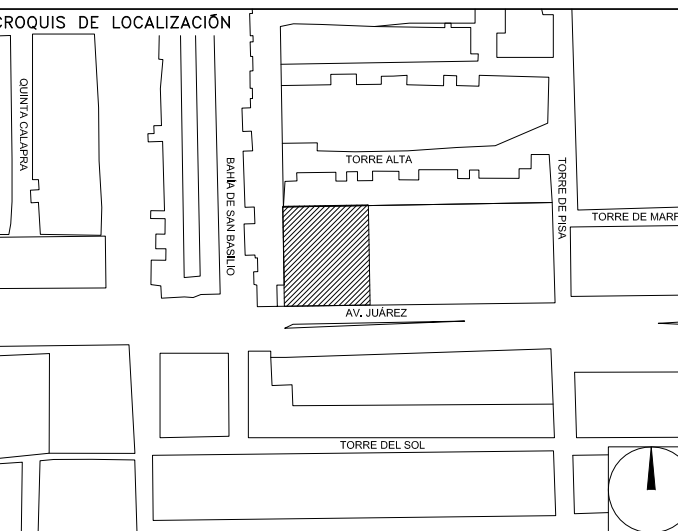 CROQUIS DE LOCALIZACIÓN
QUINTA CALAPRA
BAHÍA DE SAN BASILIO
TORRE ALTA
TORRE DE PISA
TORRE DE MARF
AV. JUÁREZ
TORRE DEL SOL